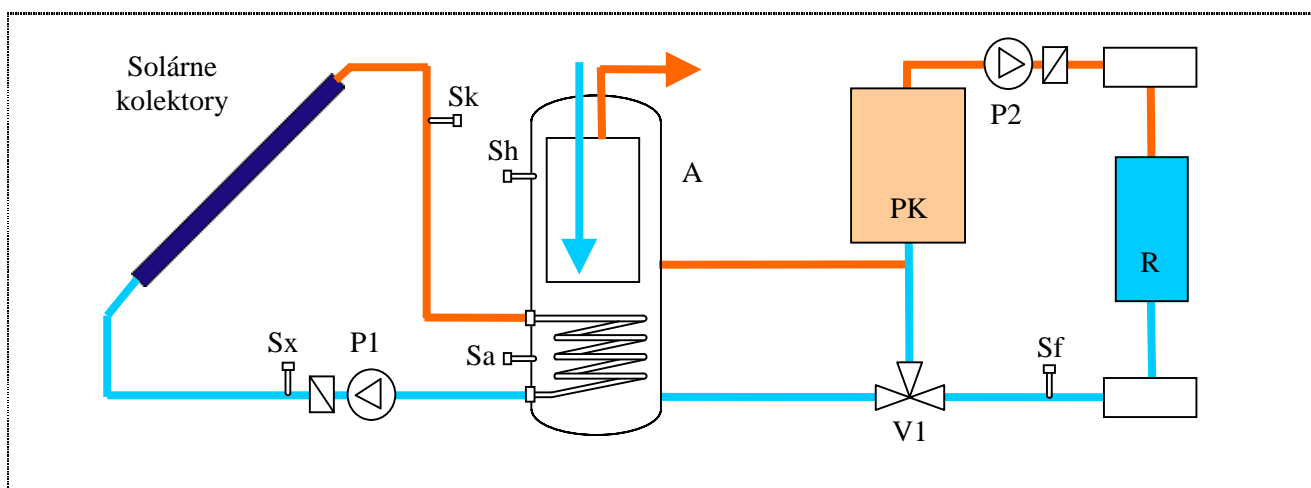 Solárne
kolektory
Sk
Sh
A
P2
PK
R
Sx
P1
Sa
Sf
V1